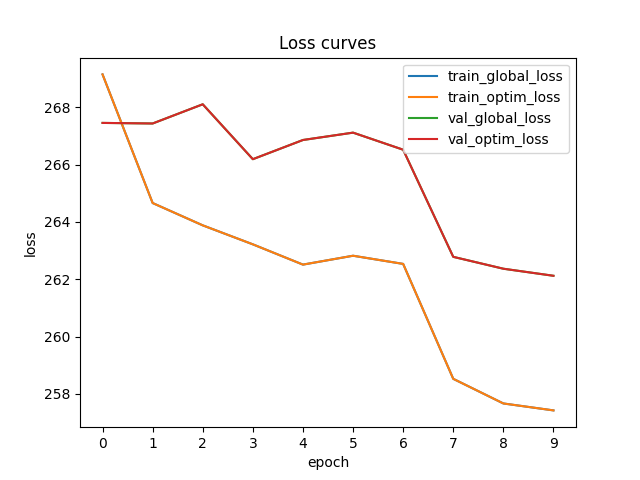 Loss curves
train_global_loss
train_optim_loss
val_global_loss
val_optim_loss
268
266
264
262
260
258
loss
0 1 2 3 4 5 6 7 8 9
epoch